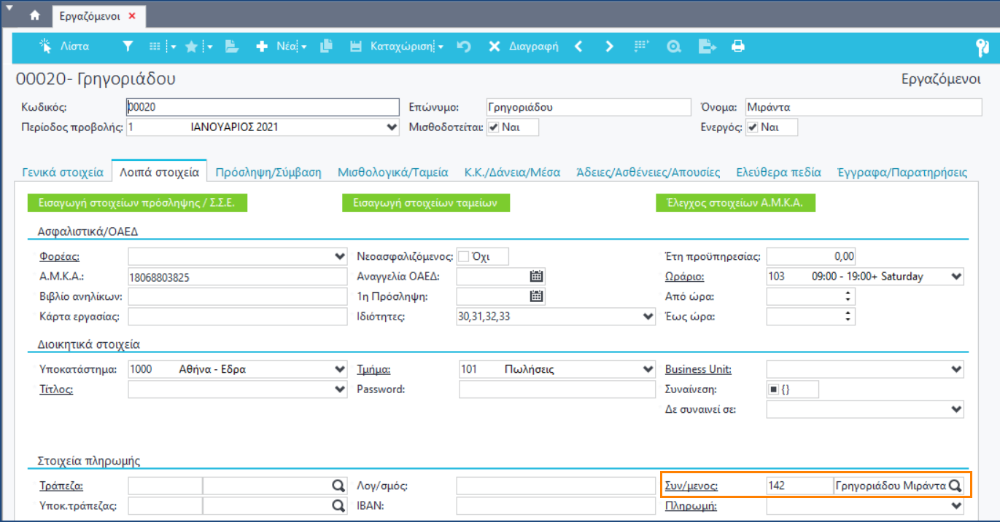 Εργαζόμενοι
Λίστα Νέα Καταχώριση Διαγραφή
00020- Γρηγοριάδου Εργαζόμενοι
Κωδικός: 00020 Επώνυμο: Γρηγοριάδου Όνομα: Μιράντα
Περίοδος προβολής: 1 ΙΑΝΟΥΑΡΙΟΣ 2021 Μισθοδοτείται: Ναι Ενεργός: Ναι
Γενικά στοιχεία Λοιπά στοιχεία Πρόσληψη/Σύμβαση Μισθολογικά/Ταμεία Κ.Κ./Δάνεια/Μέσα Άδειες/Ασθένειες/Απουσίες Ελεύθερα πεδία Έγγραφα/Παρατηρήσεις
Εισαγωγή στοιχείων πρόσληψης / Σ.Σ.Ε. Εισαγωγή στοιχείων ταμείων Έλεγχος στοιχείων Α.Μ.Κ.Α.
Ασφαλιστικά/ΟΑΕΔ
Φορέας: Νεοασφαλιζόμενος: Όχι Έτη προϋπηρεσίας: 0,00
Α.Μ.Κ.Α.: 18068803825 Αναγγελία ΟΑΕΔ: Ωράριο: 103 09:00 - 19:00+ Saturday
Βιβλίο ανηλίκων: 1η Πρόσληψη: Από ώρα:
Κάρτα εργασίας: Ιδιότητες: 30,31,32,33 Έως ώρα:
Διοικητικά στοιχεία
Υποκατάστημα: 1000 Αθήνα - Εδρα Τμήμα: 101 Πωλήσεις Business Unit:
Τίτλος: Password: Συναίνεση: {}
Δε συναινεί σε:
Στοιχεία πληρωμής
Τράπεζα: Λογ/σμός: Συν/μενος: 142 Γρηγοριάδου Μιράντα
Υποκ.τράπεζας: IBAN: Πληρωμή: